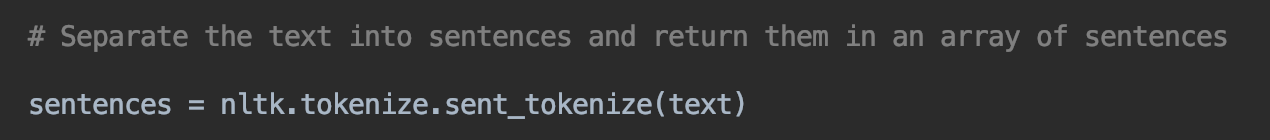 # Separate the text into sentences and return them in an array of sentences
sentences = nltk.tokenize.sent_tokenize(text)